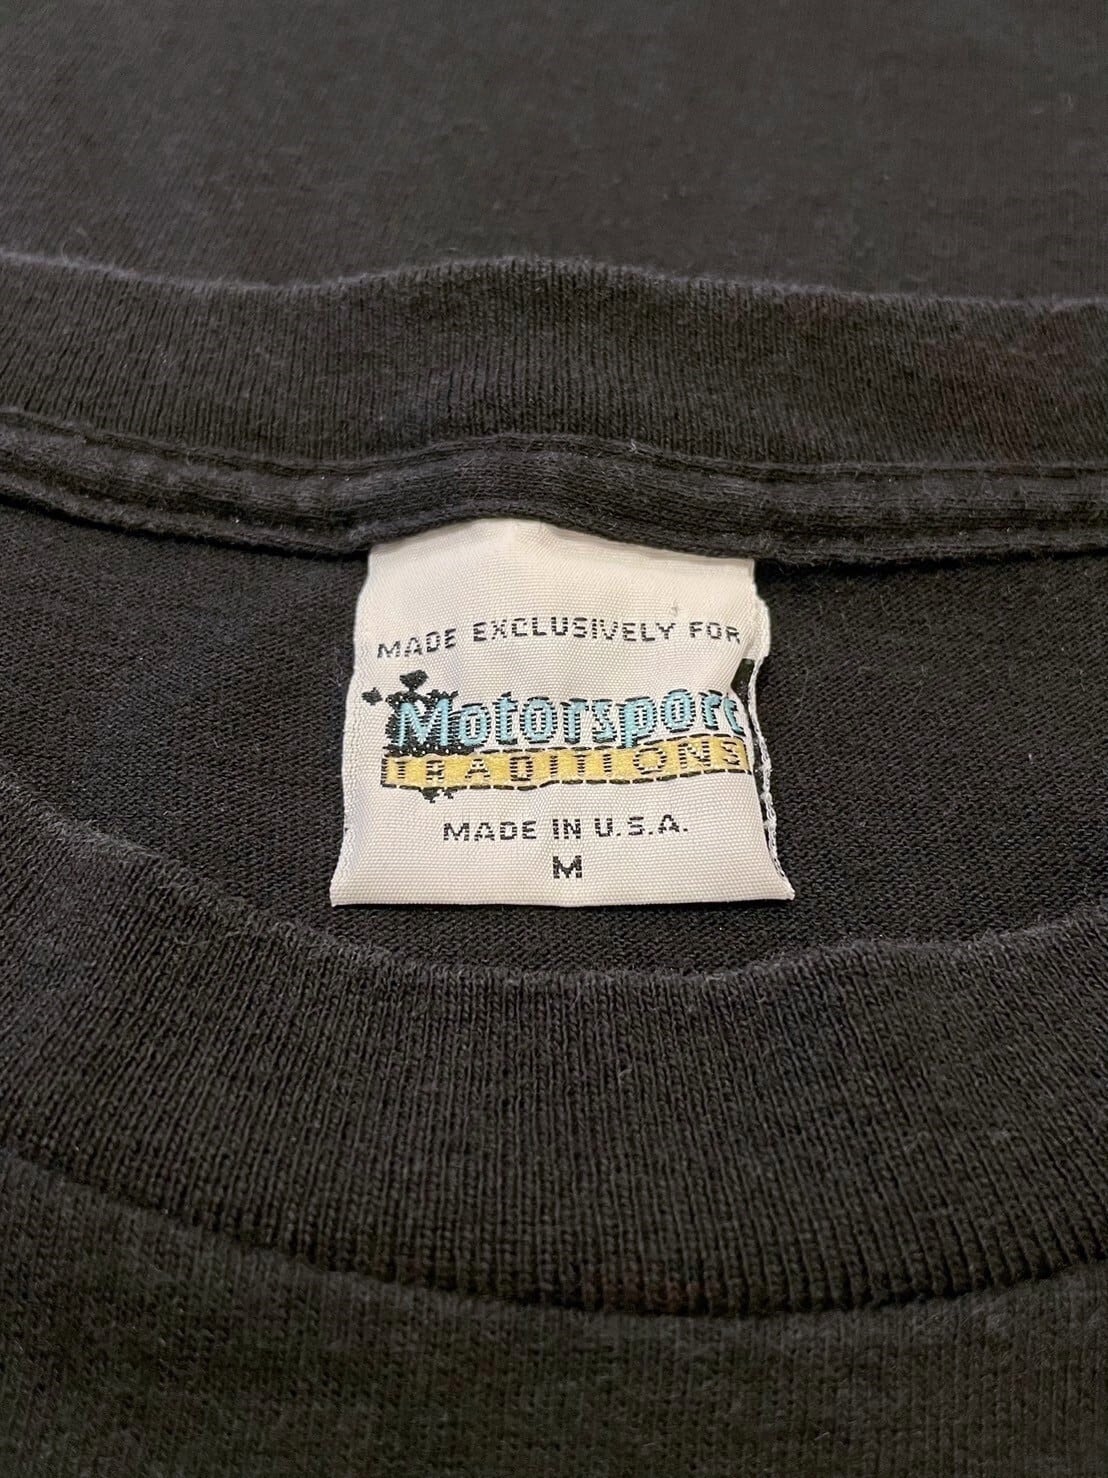 MADE EXCLUSIVELY FOR
Motorsport
TRADITIONS
MADE IN U.S.A.
M